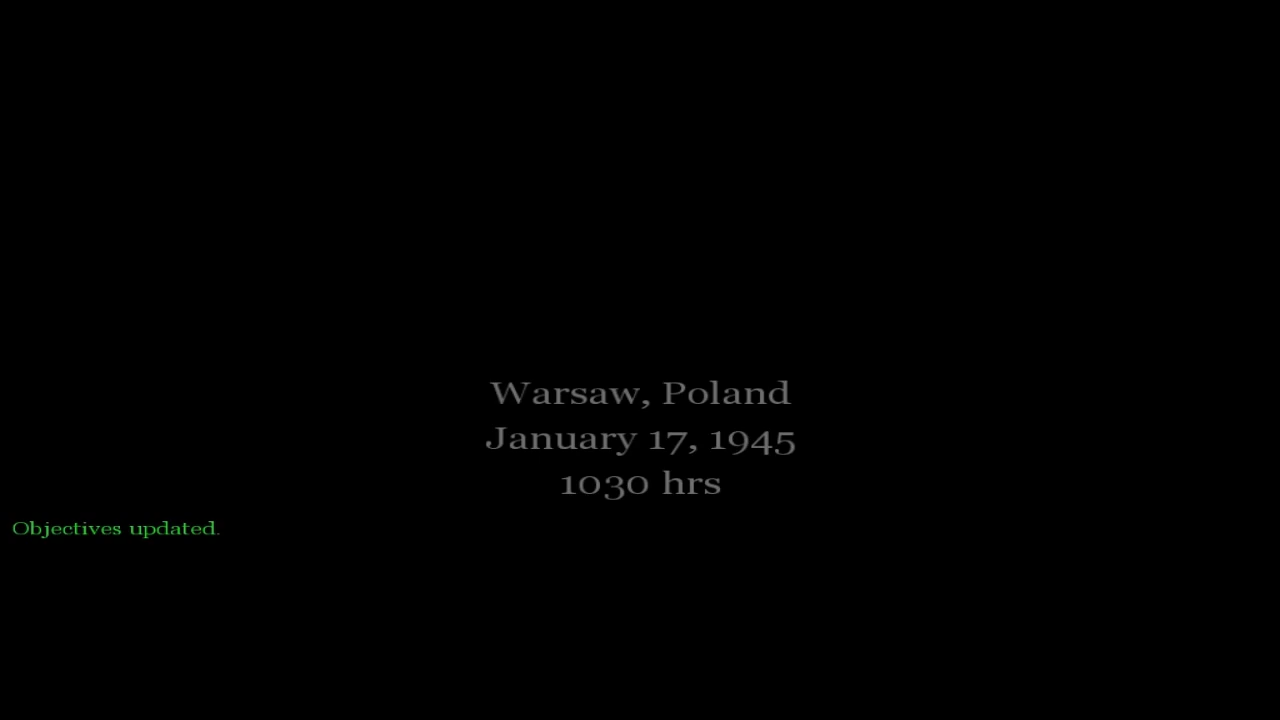 Warsaw, Poland
January 17, 1945
1030 hrs
Objectives updated.